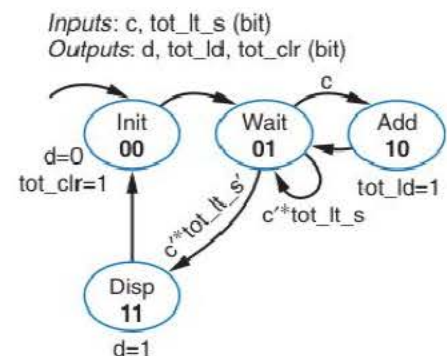 Inputs: c, tot_lt_s (bit)
Outputs: d, tot_ld, tot_clr (bit)
c
Init
00
Wait
01
Add
10
d=0
tot_clr=1
tot_ld=1
c′*tot_lt_s
c′*tot_lt_s′
Disp
11
d=1